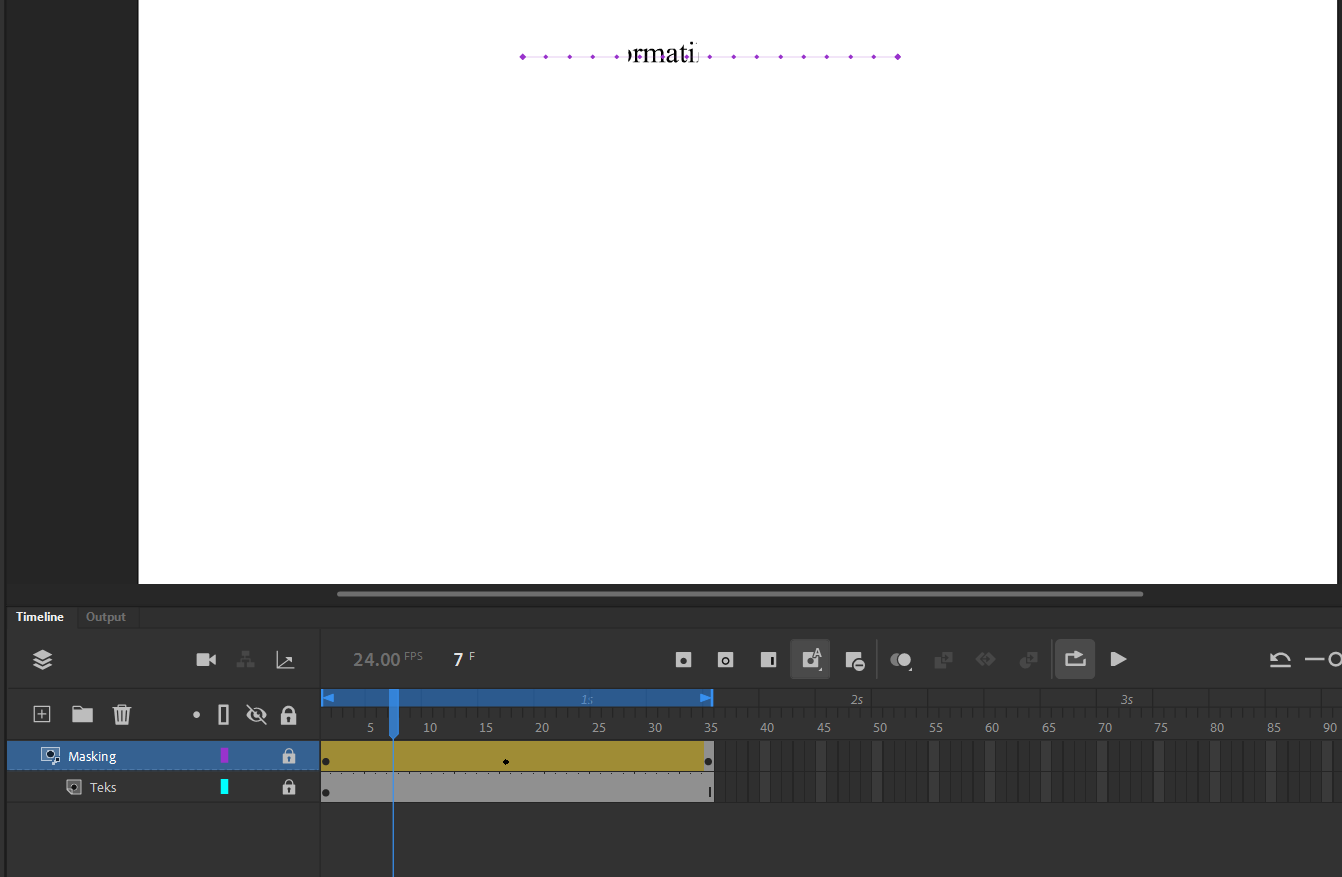 ormati
Timeline Output
24.00 FPS 7 F
1s 2s 3s
5 10 15 20 25 30 35 40 45 50 55 60 65 70 75 80 85 90
Masking
Teks